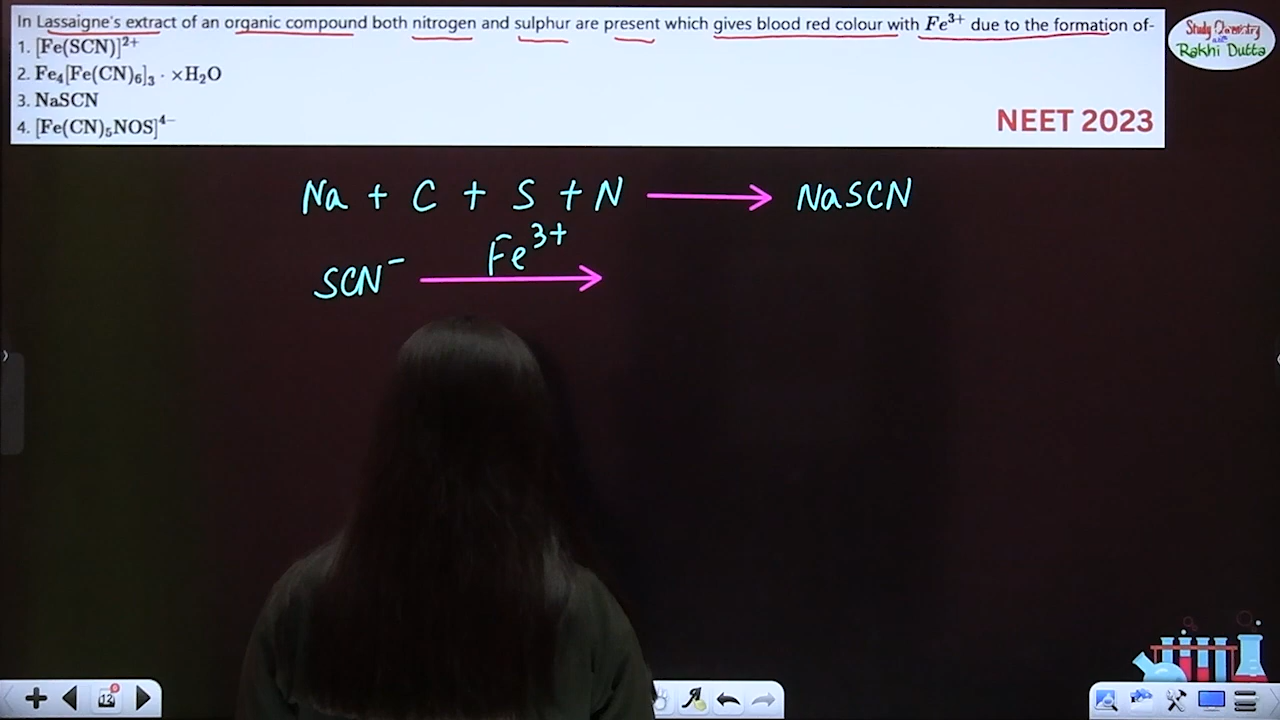 In Lassaigne's extract of an organic compound both nitrogen and sulphur are present which gives blood red colour with Fe³⁺ due to the formation of-
1. [Fe(SCN)]²⁺
2. Fe₄[Fe(CN)₆]₃ · ×H₂O
3. NaSCN
4. [Fe(CN)₅NOS]⁴⁻
NEET 2023
Study Chemistry
with
Rakhi Dutta
Na + C + S + N ⟶ NaSCN
Fe³⁺
SCN⁻ ⟶
12